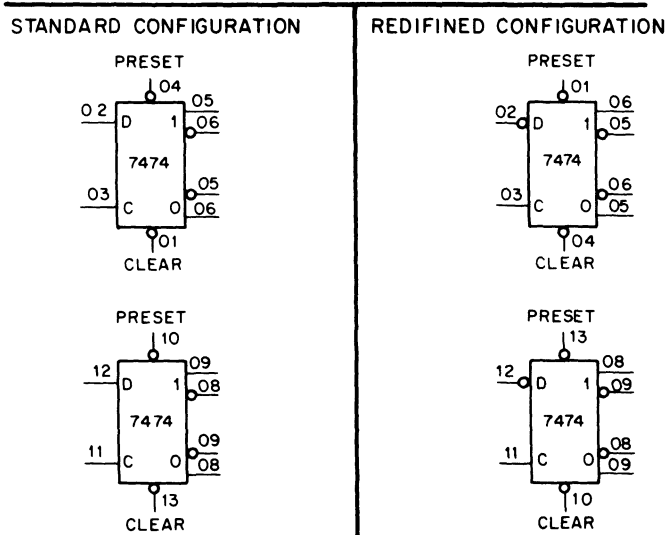 STANDARD CONFIGURATION
PRESET
04
02 D 1 05
06
7474
05
03 C 0 06
01
CLEAR
PRESET
10
12 D 1 09
08
7474
09
11 C 0 08
13
CLEAR
REDIFINED CONFIGURATION
PRESET
01
02 D 1 06
05
7474
06
03 C 0 05
04
CLEAR
PRESET
13
12 D 1 08
09
7474
08
11 C 0 09
10
CLEAR